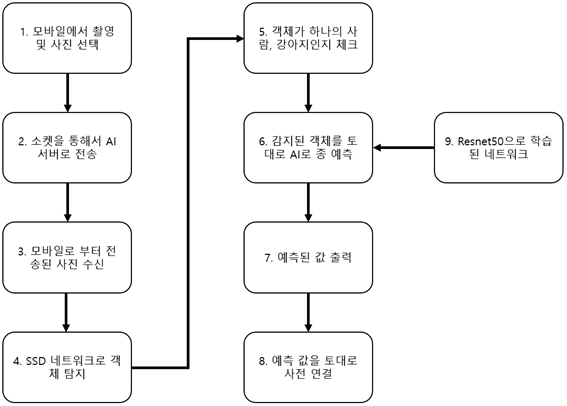 1. 모바일에서 촬영
및 사진 선택
2. 소켓을 통해서 AI
서버로 전송
3. 모바일로 부터 전
송된 사진 수신
4. SSD 네트워크로 객
체 탐지
5. 객체가 하나의 사
람, 강아지인지 체크
6. 감지된 객체를 토
대로 AI로 종 예측
7. 예측된 값 출력
8. 예측 값을 토대로
사전 연결
9. Resnet50으로 학습
된 네트워크